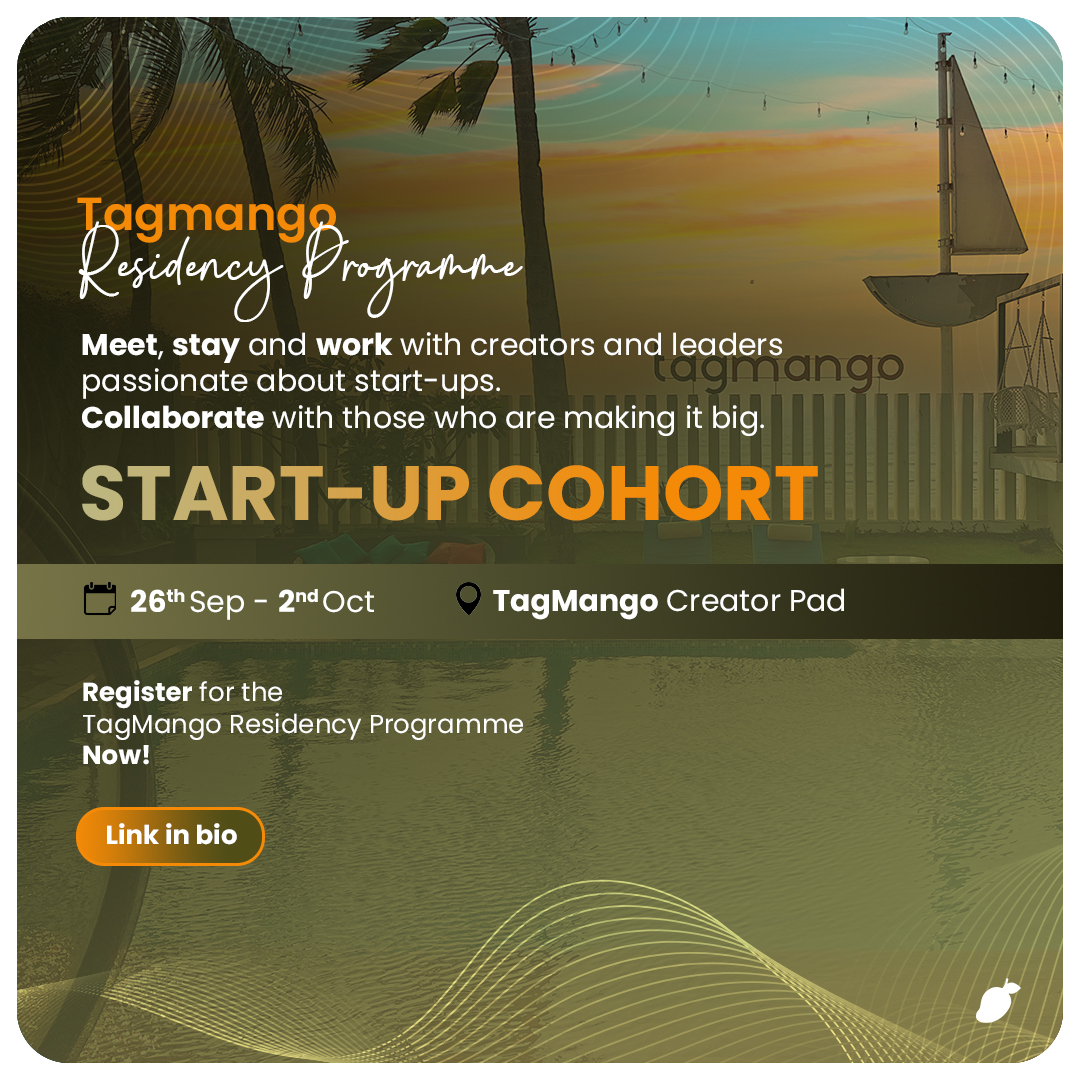 Tagmango
Residency Programme
Meet, stay and work with creators and leaders
passionate about start-ups.
tagmango
Collaborate with those who are making it big.
START-UP COHORT
26th Sep - 2nd Oct
TagMango Creator Pad
Register for the
TagMango Residency Programme
Now!
Link in bio